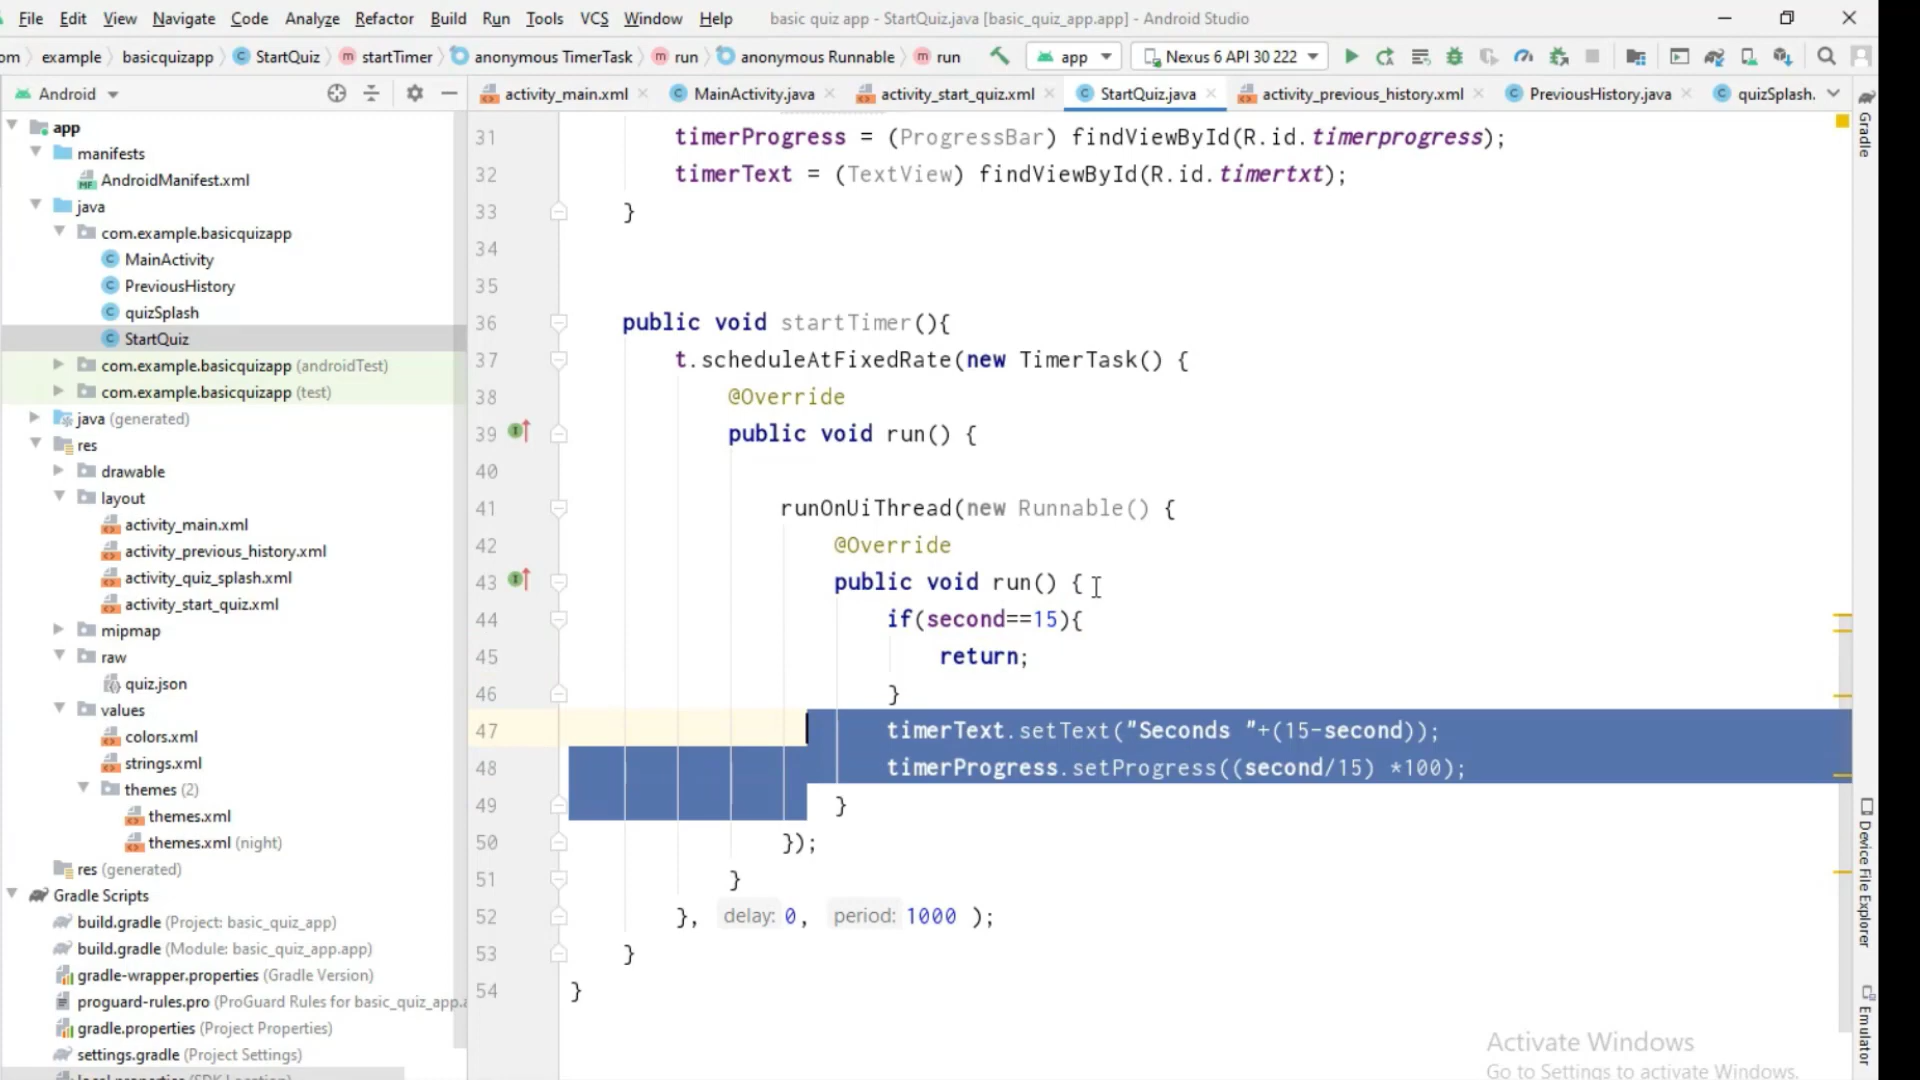 File Edit View Navigate Code Analyze Refactor Build Run Tools VCS Window Help basic quiz app - StartQuiz.java [basic_quiz_app.app] - Android Studio
om example basicquizapp StartQuiz startTimer anonymous TimerTask run anonymous Runnable run app Nexus 6 API 30 222
Android
activity_main.xml MainActivity.java activity_start_quiz.xml StartQuiz.java activity_previous_history.xml PreviousHistory.java quizSplash.
app
manifests
AndroidManifest.xml
java
com.example.basicquizapp
MainActivity
PreviousHistory
quizSplash
StartQuiz
com.example.basicquizapp (androidTest)
com.example.basicquizapp (test)
java (generated)
res
drawable
layout
activity_main.xml
activity_previous_history.xml
activity_quiz_splash.xml
activity_start_quiz.xml
mipmap
raw
quiz.json
values
colors.xml
strings.xml
themes (2)
themes.xml
themes.xml (night)
res (generated)
Gradle Scripts
build.gradle (Project: basic_quiz_app)
build.gradle (Module: basic_quiz_app.app)
gradle-wrapper.properties (Gradle Version)
proguard-rules.pro (ProGuard Rules for basic_quiz_app.a
gradle.properties (Project Properties)
settings.gradle (Project Settings)
local.properties (SDK Location)
31 timerProgress = (ProgressBar) findViewById(R.id.timerprogress);
32 timerText = (TextView) findViewById(R.id.timertxt);
33 }
34
35
36 public void startTimer(){
37 t.scheduleAtFixedRate(new TimerTask() {
38 @Override
39 public void run() {
40
41 runOnUiThread(new Runnable() {
42 @Override
43 public void run() {
44 if(second==15){
45 return;
46 }
47 timerText.setText("Seconds "+(15-second));
48 timerProgress.setProgress((second/15) *100);
49 }
50 });
51 }
52 }, delay: 0, period: 1000 );
53 }
54 }
Gradle
Device File Explorer
Emulator
Activate Windows
Go to Settings to activate Windows.